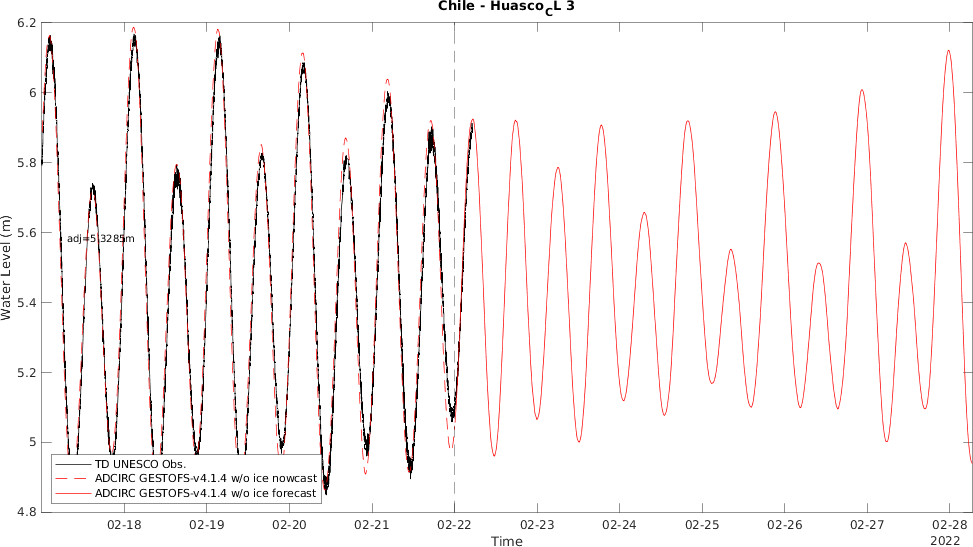 Chile - Huasco_CL 3
6.2
6
5.8
5.6
5.4
5.2
5
4.8
Water Level (m)
adj=5.3285m
TD UNESCO Obs.
ADCIRC GESTOFS-v4.1.4 w/o ice nowcast
ADCIRC GESTOFS-v4.1.4 w/o ice forecast
02-18 02-19 02-20 02-21 02-22 02-23 02-24 02-25 02-26 02-27 02-28
Time
2022